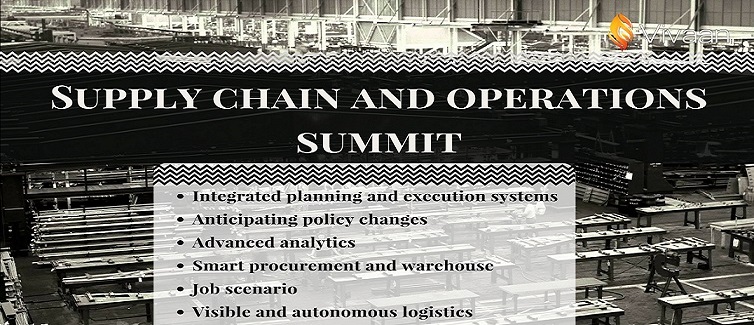 Vivaan
SUPPLY CHAIN AND OPERATIONS
SUMMIT
• Integrated planning and execution systems
• Anticipating policy changes
• Advanced analytics
• Smart procurement and warehouse
• Job scenario
• Visible and autonomous logistics